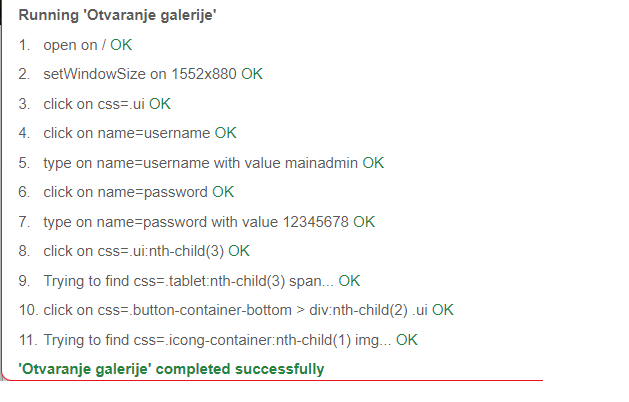 Running 'Otvaranje galerije'
1. open on / OK
2. setWindowSize on 1552x880 OK
3. click on css=.ui OK
4. click on name=username OK
5. type on name=username with value mainadmin OK
6. click on name=password OK
7. type on name=password with value 12345678 OK
8. click on css=.ui:nth-child(3) OK
9. Trying to find css=.tablet:nth-child(3) span... OK
10. click on css=.button-container-bottom > div:nth-child(2) .ui OK
11. Trying to find css=.icong-container:nth-child(1) img... OK
'Otvaranje galerije' completed successfully